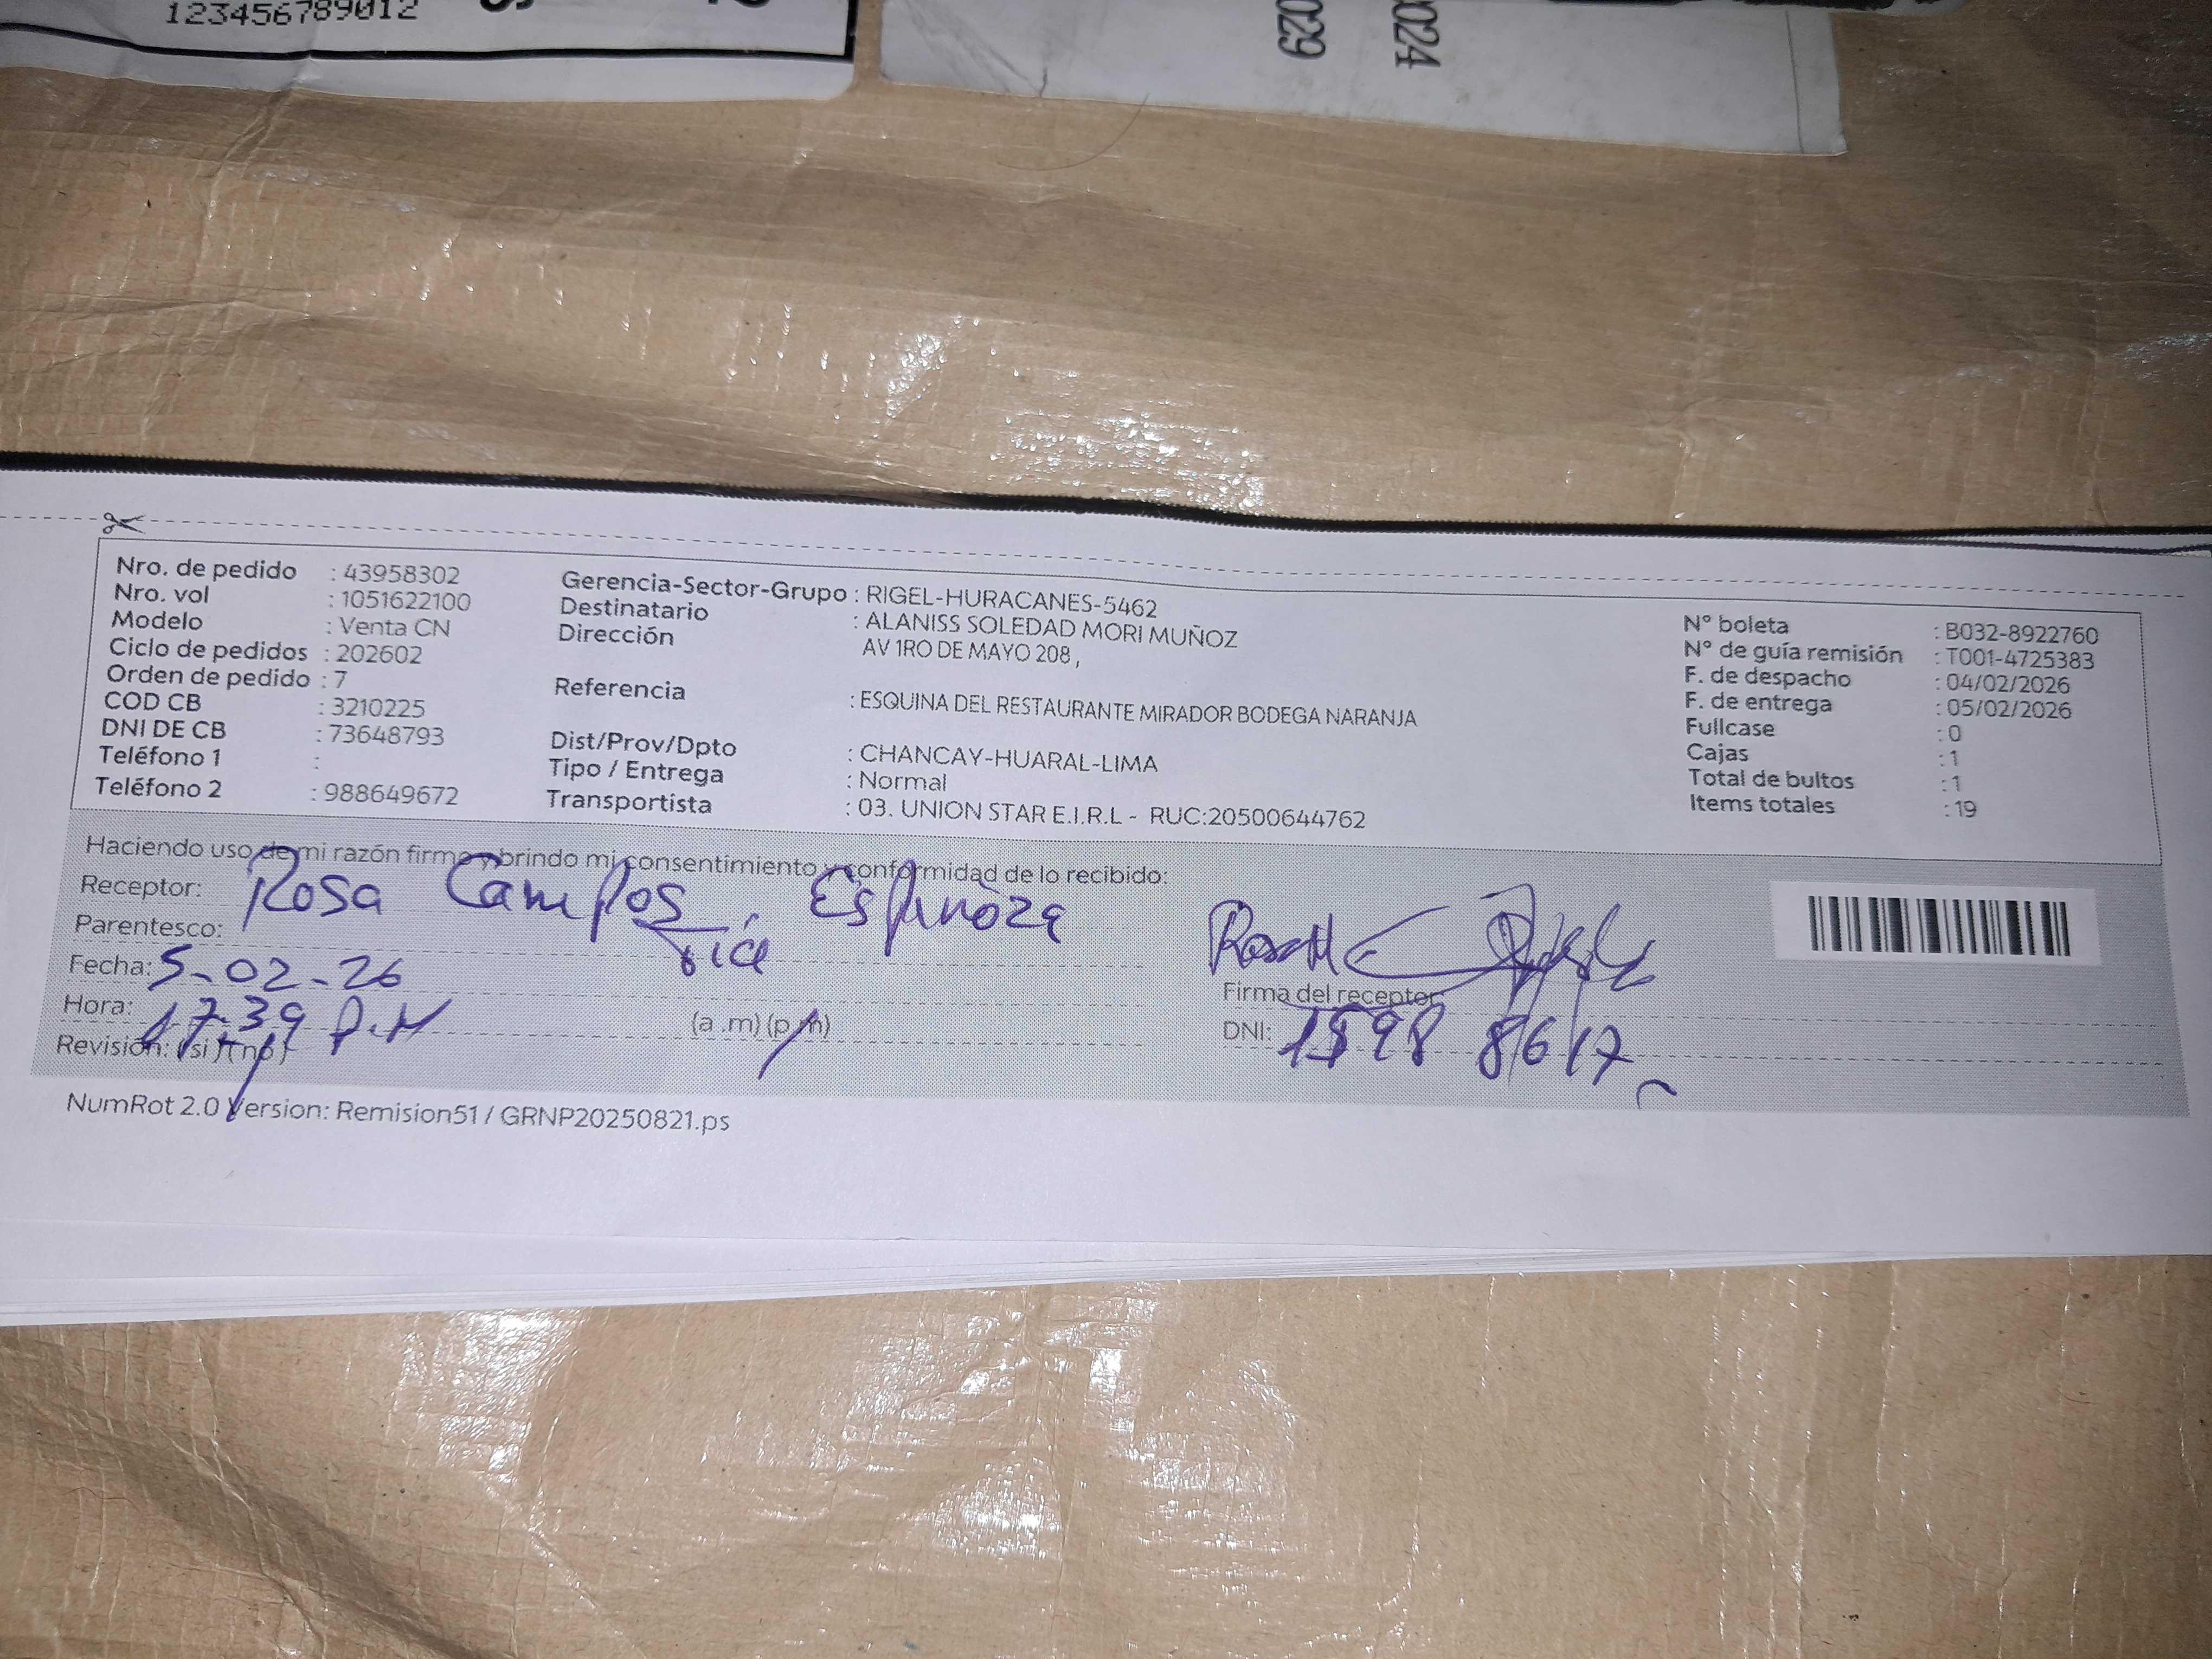 123456789012
029
0024
Nro. de pedido : 43958302
Nro. vol : 1051622100
Modelo : Venta CN
Ciclo de pedidos : 202602
Orden de pedido : 7
COD CB : 3210225
DNI DE CB : 73648793
Teléfono 1 :
Teléfono 2 : 988649672
Gerencia-Sector-Grupo : RIGEL-HURACANES-5462
Destinatario : ALANISS SOLEDAD MORI MUÑOZ
Dirección AV 1RO DE MAYO 208 ,
Referencia : ESQUINA DEL RESTAURANTE MIRADOR BODEGA NARANJA
Dist/Prov/Dpto : CHANCAY-HUARAL-LIMA
Tipo / Entrega : Normal
Transportista : 03. UNION STAR E.I.R.L - RUC:20500644762
N° boleta : B032-8922760
N° de guía remisión : T001-4725383
F. de despacho : 04/02/2026
F. de entrega : 05/02/2026
Fullcase : 0
Cajas : 1
Total de bultos : 1
Items totales : 19
Haciendo uso de mi razón firmo y brindo mi consentimiento y conformidad de lo recibido:
Receptor: Rosa Campos Espinoza
Parentesco:
Fecha: 5-02-26
Hora: 17:39 P.M (a .m) (p.m)
Revisión: (si) (no)
Firma del receptor:
DNI:
NumRot 2.0 Version: Remision51 / GRNP20250821.ps